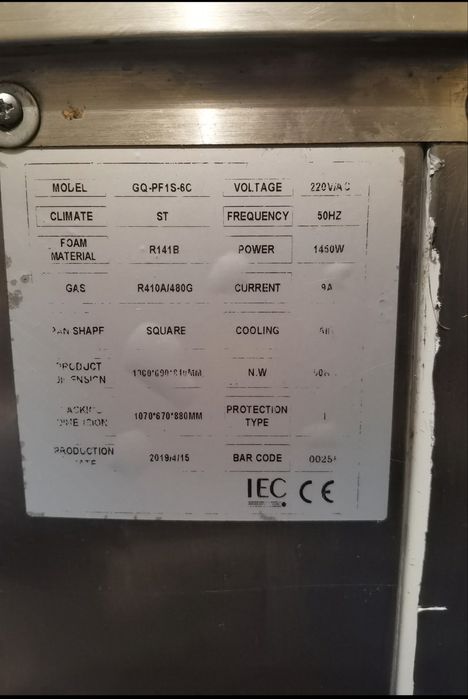 MODEL GQ-PF1S-6C VOLTAGE 220V/AC
CLIMATE ST FREQUENCY 50HZ
FOAM MATERIAL R141B POWER 1450W
GAS R410A/480G CURRENT 9A
SHAPE SQUARE COOLING
N.W
1070*670*880MM PROTECTION TYPE
PRODUCTION 2019/4/15 BAR CODE
IEC CE